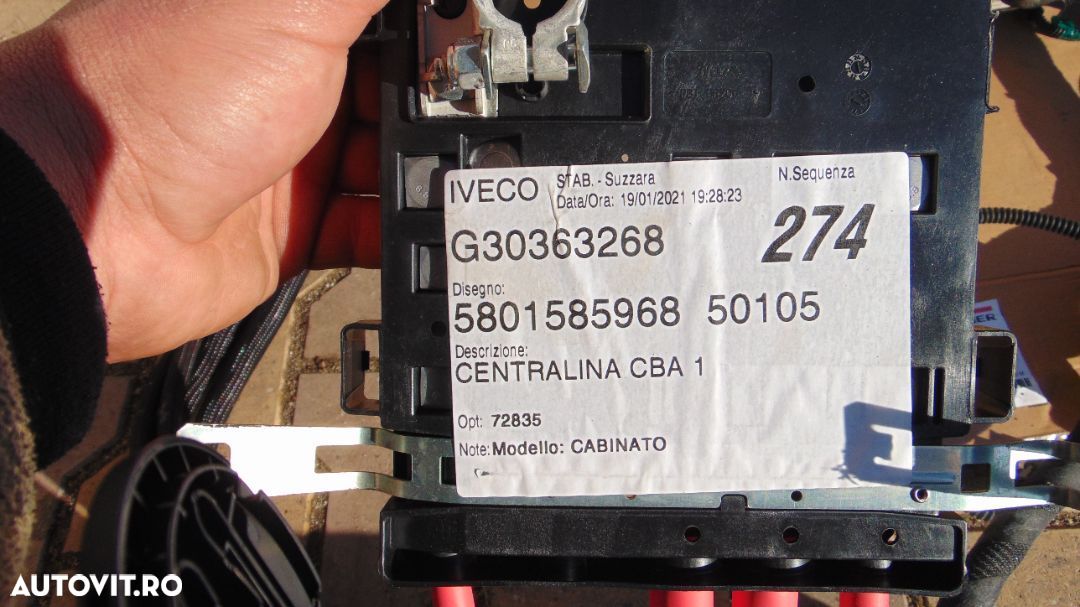 IVECO
STAB. - Suzzara
Data/Ora: 19/01/2021 19:28:23
N.Sequenza
G30363268
274
Disegno:
5801585968 50105
Descrizione:
CENTRALINA CBA 1
Opt: 72835
Note: Modello: CABINATO
AUTOVIT.RO